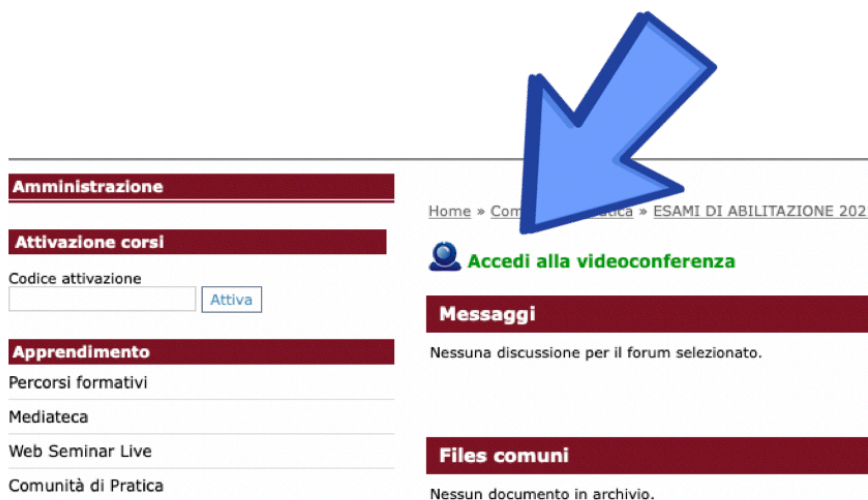 Amministrazione
Attivazione corsi
Codice attivazione
Attiva
Apprendimento
Percorsi formativi
Mediateca
Web Seminar Live
Comunità di Pratica
Home » Com tica » ESAMI DI ABILITAZIONE 202
Accedi alla videoconferenza
Messaggi
Nessuna discussione per il forum selezionato.
Files comuni
Nessun documento in archivio.